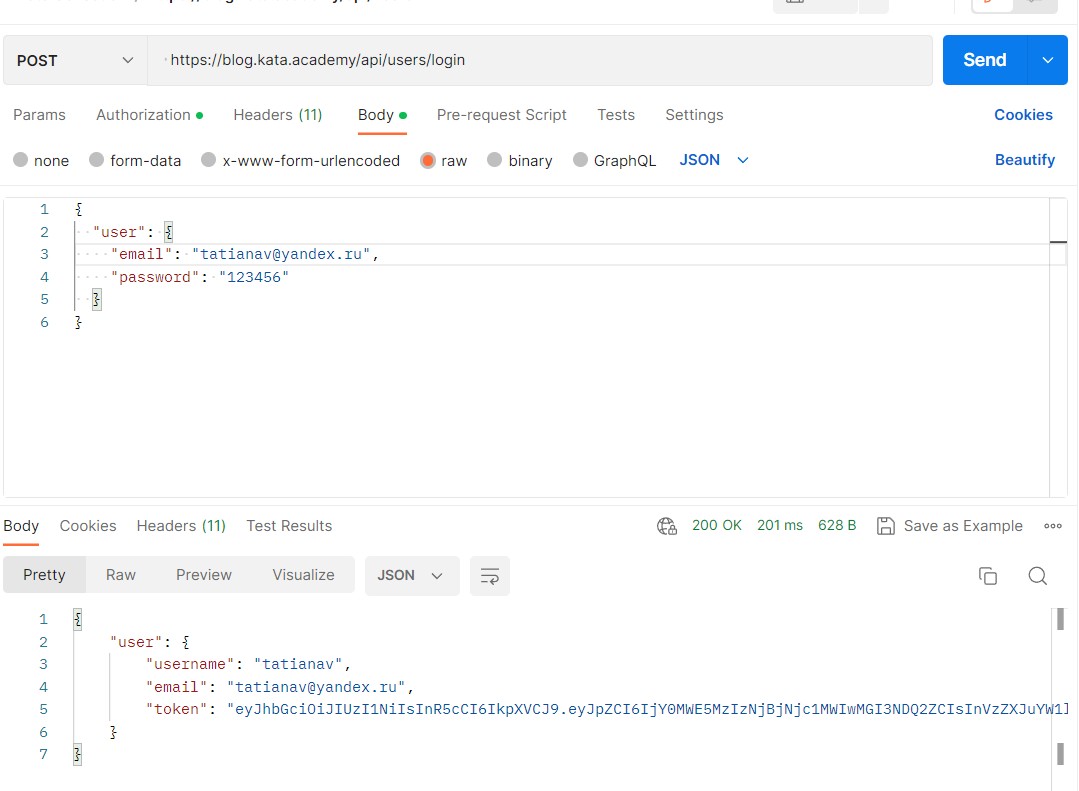 POST https://blog.kata.academy/api/users/login Send
Params Authorization Headers (11) Body Pre-request Script Tests Settings Cookies
none form-data x-www-form-urlencoded raw binary GraphQL JSON Beautify
1 {
2 "user": {
3 "email": "tatianav@yandex.ru",
4 "password": "123456"
5 }
6 }
Body Cookies Headers (11) Test Results 200 OK 201 ms 628 B Save as Example
Pretty Raw Preview Visualize JSON
1 {
2 "user": {
3 "username": "tatianav",
4 "email": "tatianav@yandex.ru",
5 "token": "eyJhbGciOiJIUzI1NiIsInR5cCI6IkpXVCJ9.eyJpZCI6IjY0MWE5MzIzNjBjNjc1MWIwMGI3NDQ2ZCIsInVzZXJuYW1l
6 }
7 }